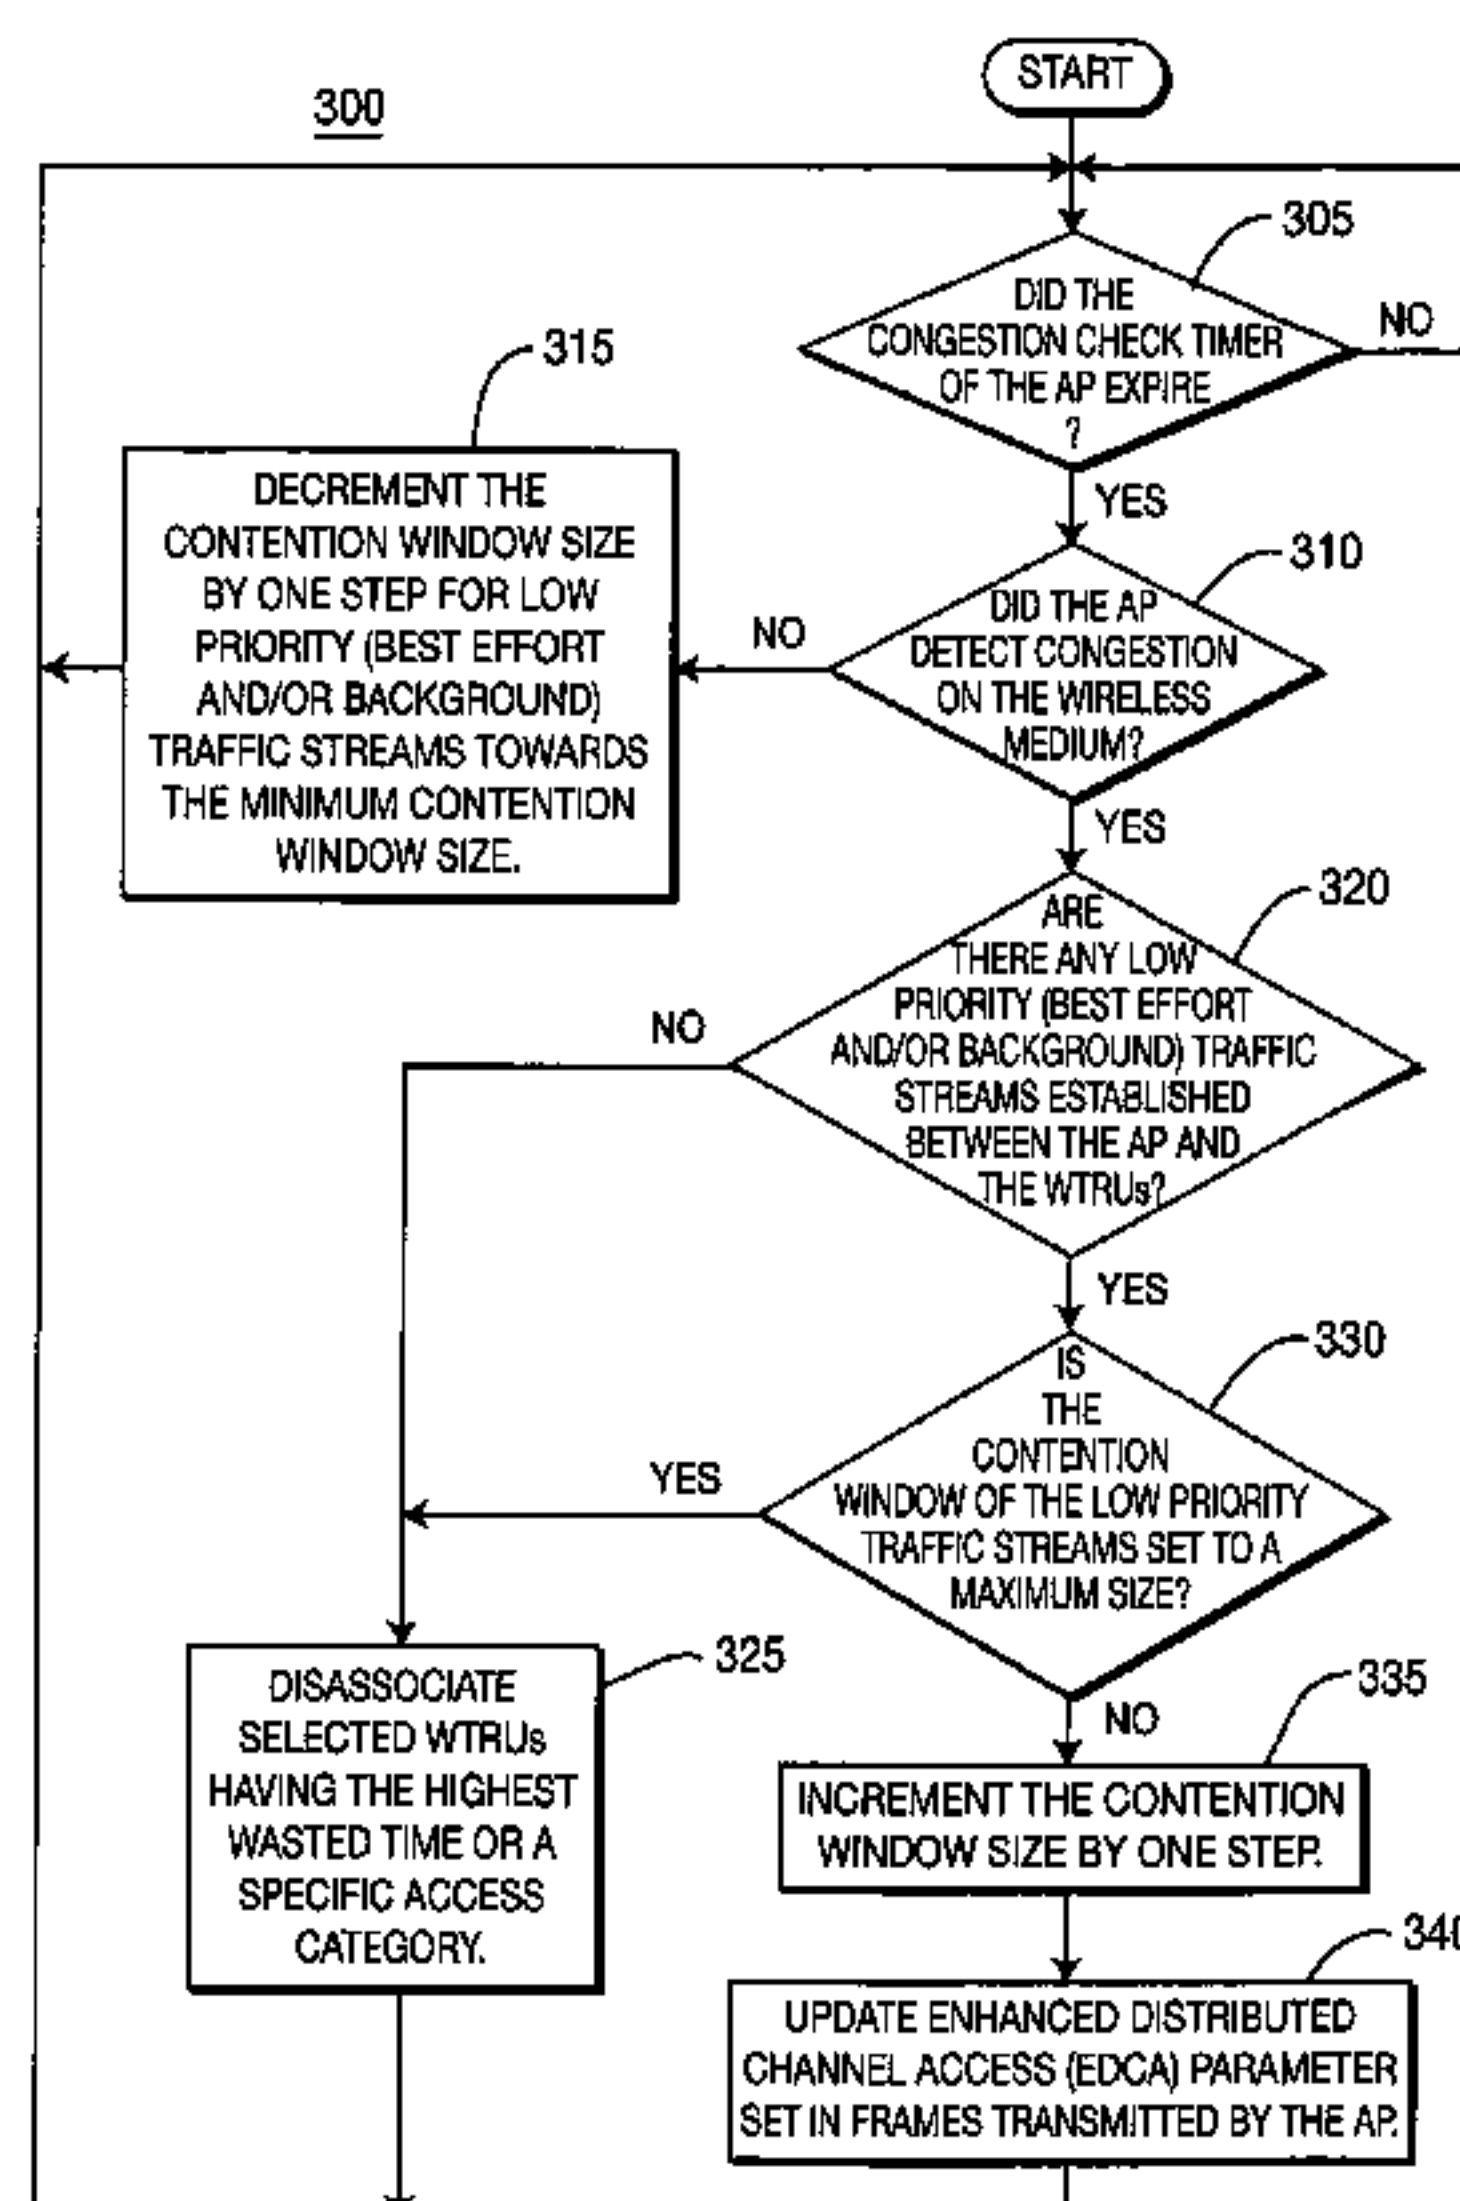 START
300
305
DID THE
CONGESTION CHECK TIMER
OF THE AP EXPIRE
?
NO
YES
315
DECREMENT THE
CONTENTION WINDOW SIZE
BY ONE STEP FOR LOW
PRIORITY (BEST EFFORT
AND/OR BACKGROUND)
TRAFFIC STREAMS TOWARDS
THE MINIMUM CONTENTION
WINDOW SIZE.
310
DID THE AP
DETECT CONGESTION
ON THE WIRELESS
MEDIUM?
NO
YES
320
ARE
THERE ANY LOW
PRIORITY (BEST EFFORT
AND/OR BACKGROUND) TRAFFIC
STREAMS ESTABLISHED
BETWEEN THE AP AND
THE WTRUs?
NO
YES
330
IS
THE
CONTENTION
WINDOW OF THE LOW PRIORITY
TRAFFIC STREAMS SET TO A
MAXIMUM SIZE?
YES
NO
325
DISASSOCIATE
SELECTED WTRUs
HAVING THE HIGHEST
WASTED TIME OR A
SPECIFIC ACCESS
CATEGORY.
335
INCREMENT THE CONTENTION
WINDOW SIZE BY ONE STEP.
340
UPDATE ENHANCED DISTRIBUTED
CHANNEL ACCESS (EDCA) PARAMETER
SET IN FRAMES TRANSMITTED BY THE AP.